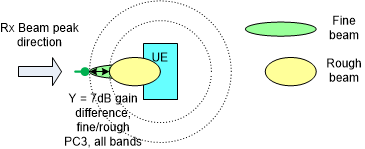 Rx Beam peak
direction
UE
Y = 7dB gain
difference,
fine/rough
PC3, all bands
Fine
beam
Rough
beam